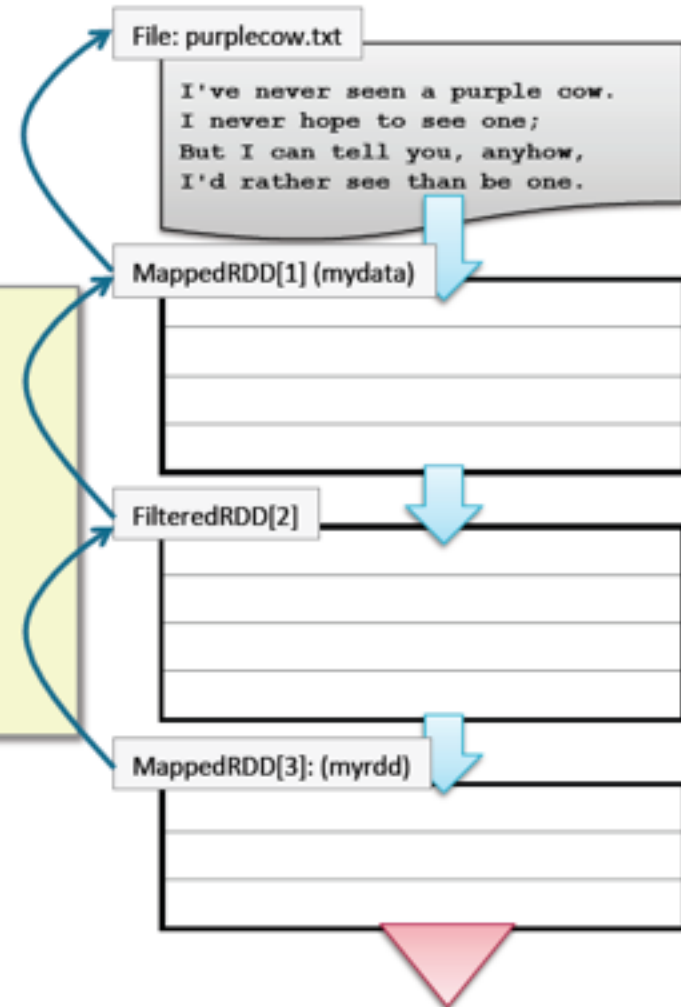 File: purplecow.txt
I've never seen a purple cow.
I never hope to see one;
But I can tell you, anyhow,
I'd rather see than be one.
MappedRDD[1] (mydata)
FilteredRDD[2]
MappedRDD[3]: (myrdd)